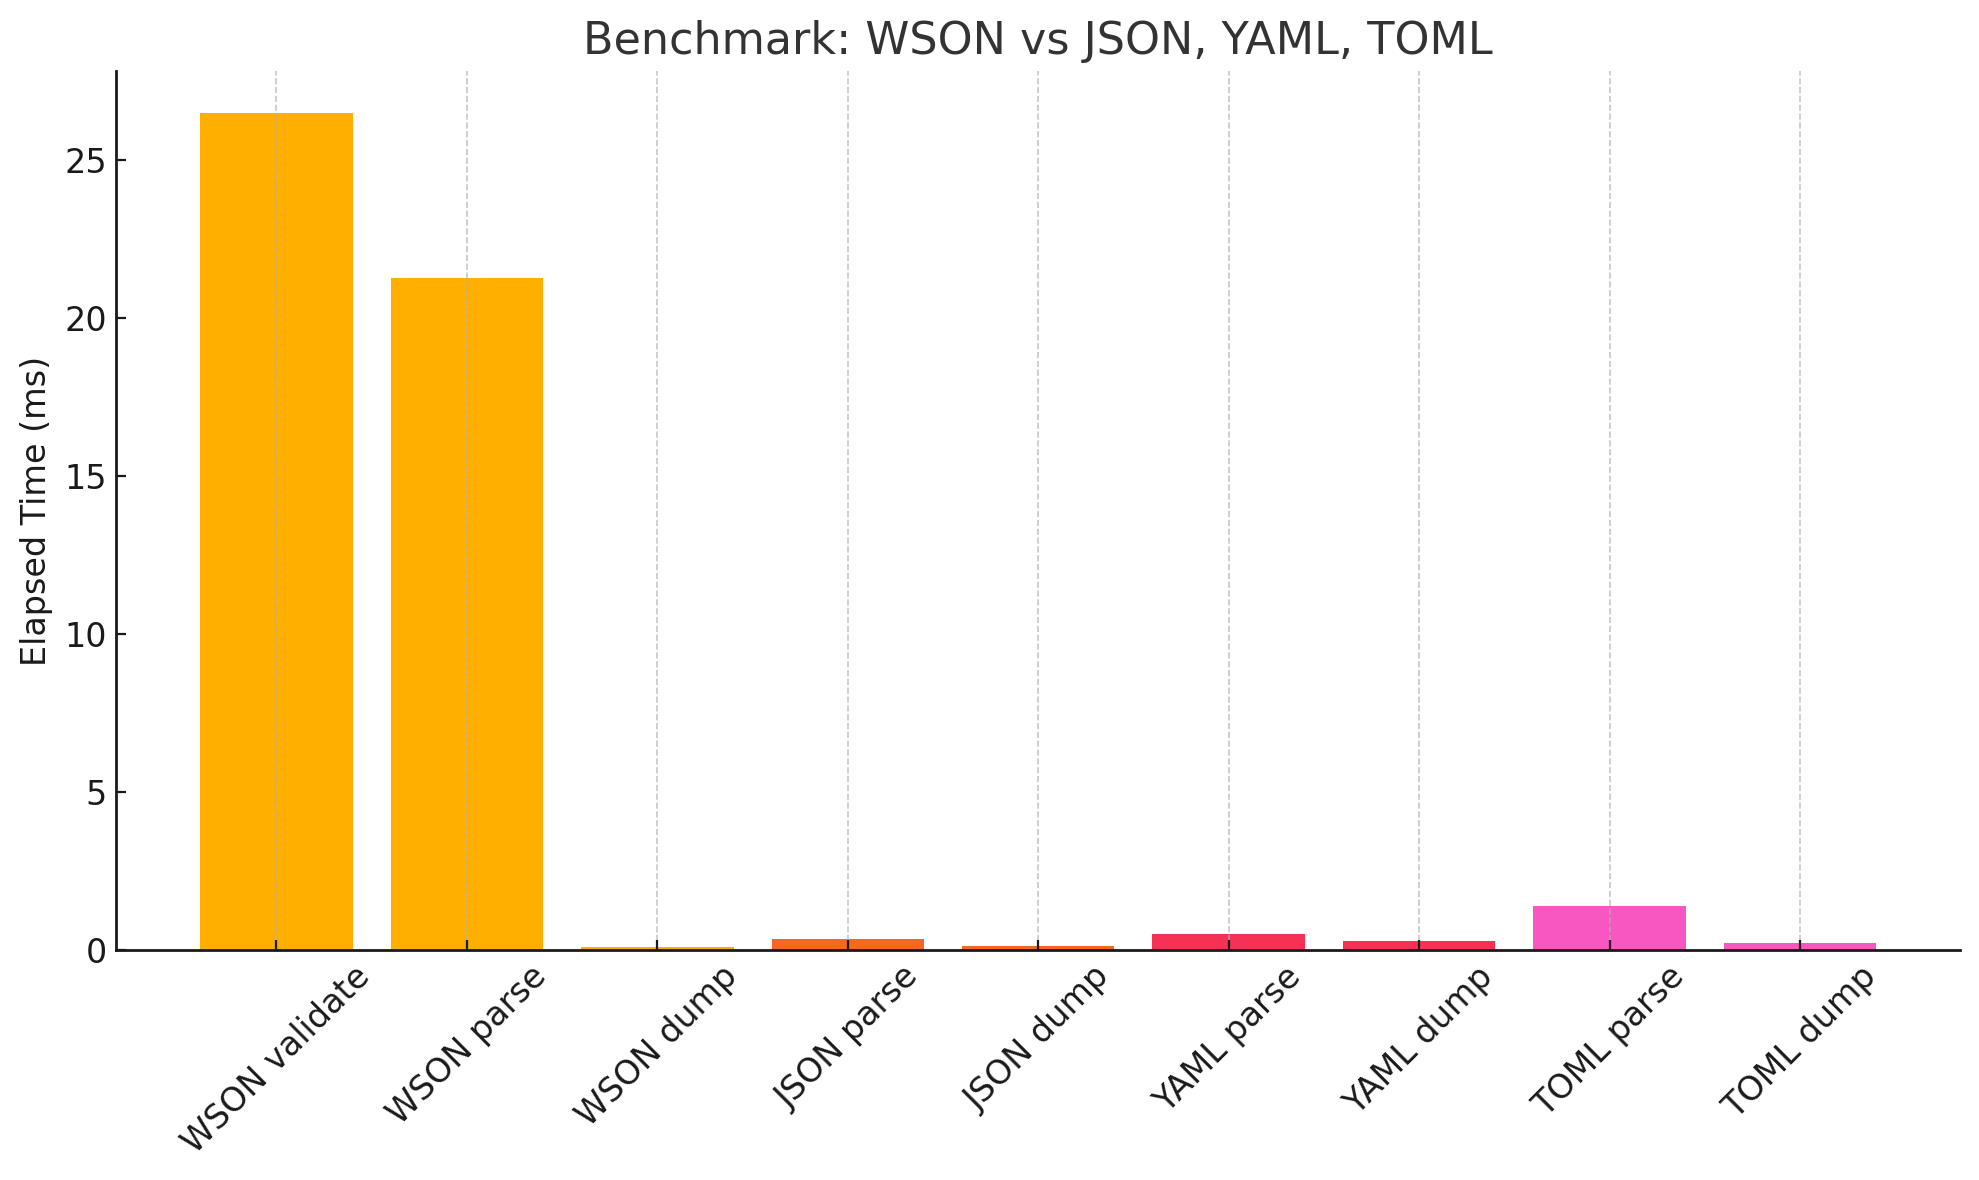 Benchmark: WSON vs JSON, YAML, TOML
Elapsed Time (ms)
25
20
15
10
5
0
WSON validate
WSON parse
WSON dump
JSON parse
JSON dump
YAML parse
YAML dump
TOML parse
TOML dump